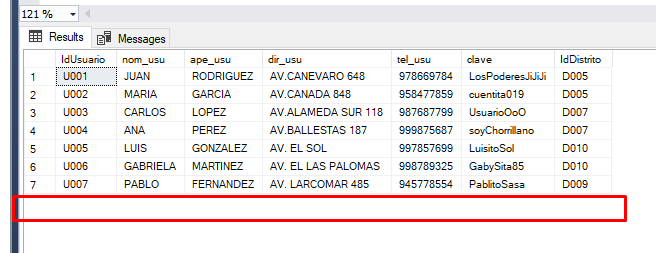 121 %
Results Messages
IdUsuario nom_usu ape_usu dir_usu tel_usu clave IdDistrito
1 U001 JUAN RODRIGUEZ AV.CANEVARO 648 978669784 LosPoderesJiJiJi D005
2 U002 MARIA GARCIA AV.CANADA 848 958477859 cuentita019 D005
3 U003 CARLOS LOPEZ AV.ALAMEDA SUR 118 987687799 UsuarioOoO D007
4 U004 ANA PEREZ AV.BALLESTAS 187 999875687 soyChorrillano D007
5 U005 LUIS GONZALEZ AV. EL SOL 997857699 LuisitoSol D010
6 U006 GABRIELA MARTINEZ AV. EL LAS PALOMAS 998789325 GabySita85 D010
7 U007 PABLO FERNANDEZ AV. LARCOMAR 485 945778554 PablitoSasa D009